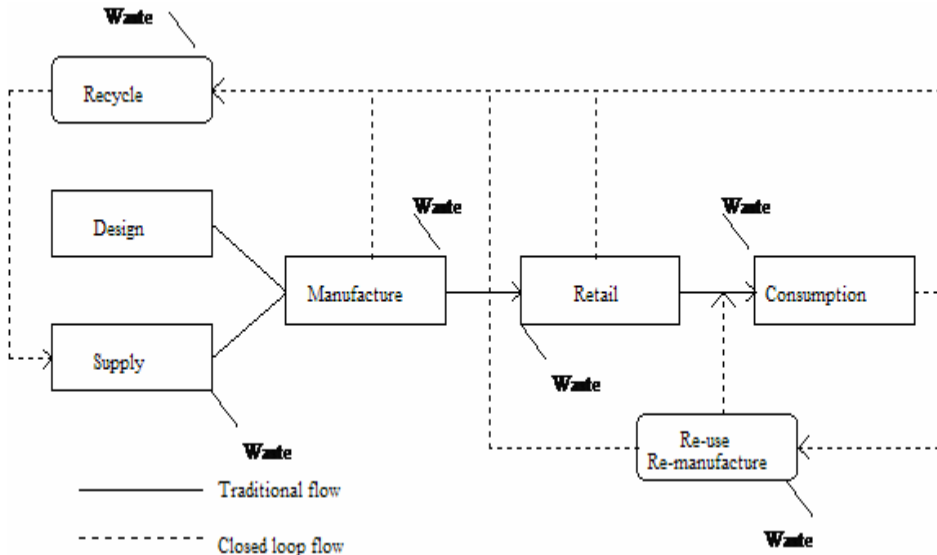 Waste
Recycle
Design
Waste
Waste
Manufacture
Retail
Consumption
Supply
Waste
Waste
Re-use
Re-manufacture
Traditional flow
Waste
Closed loop flow